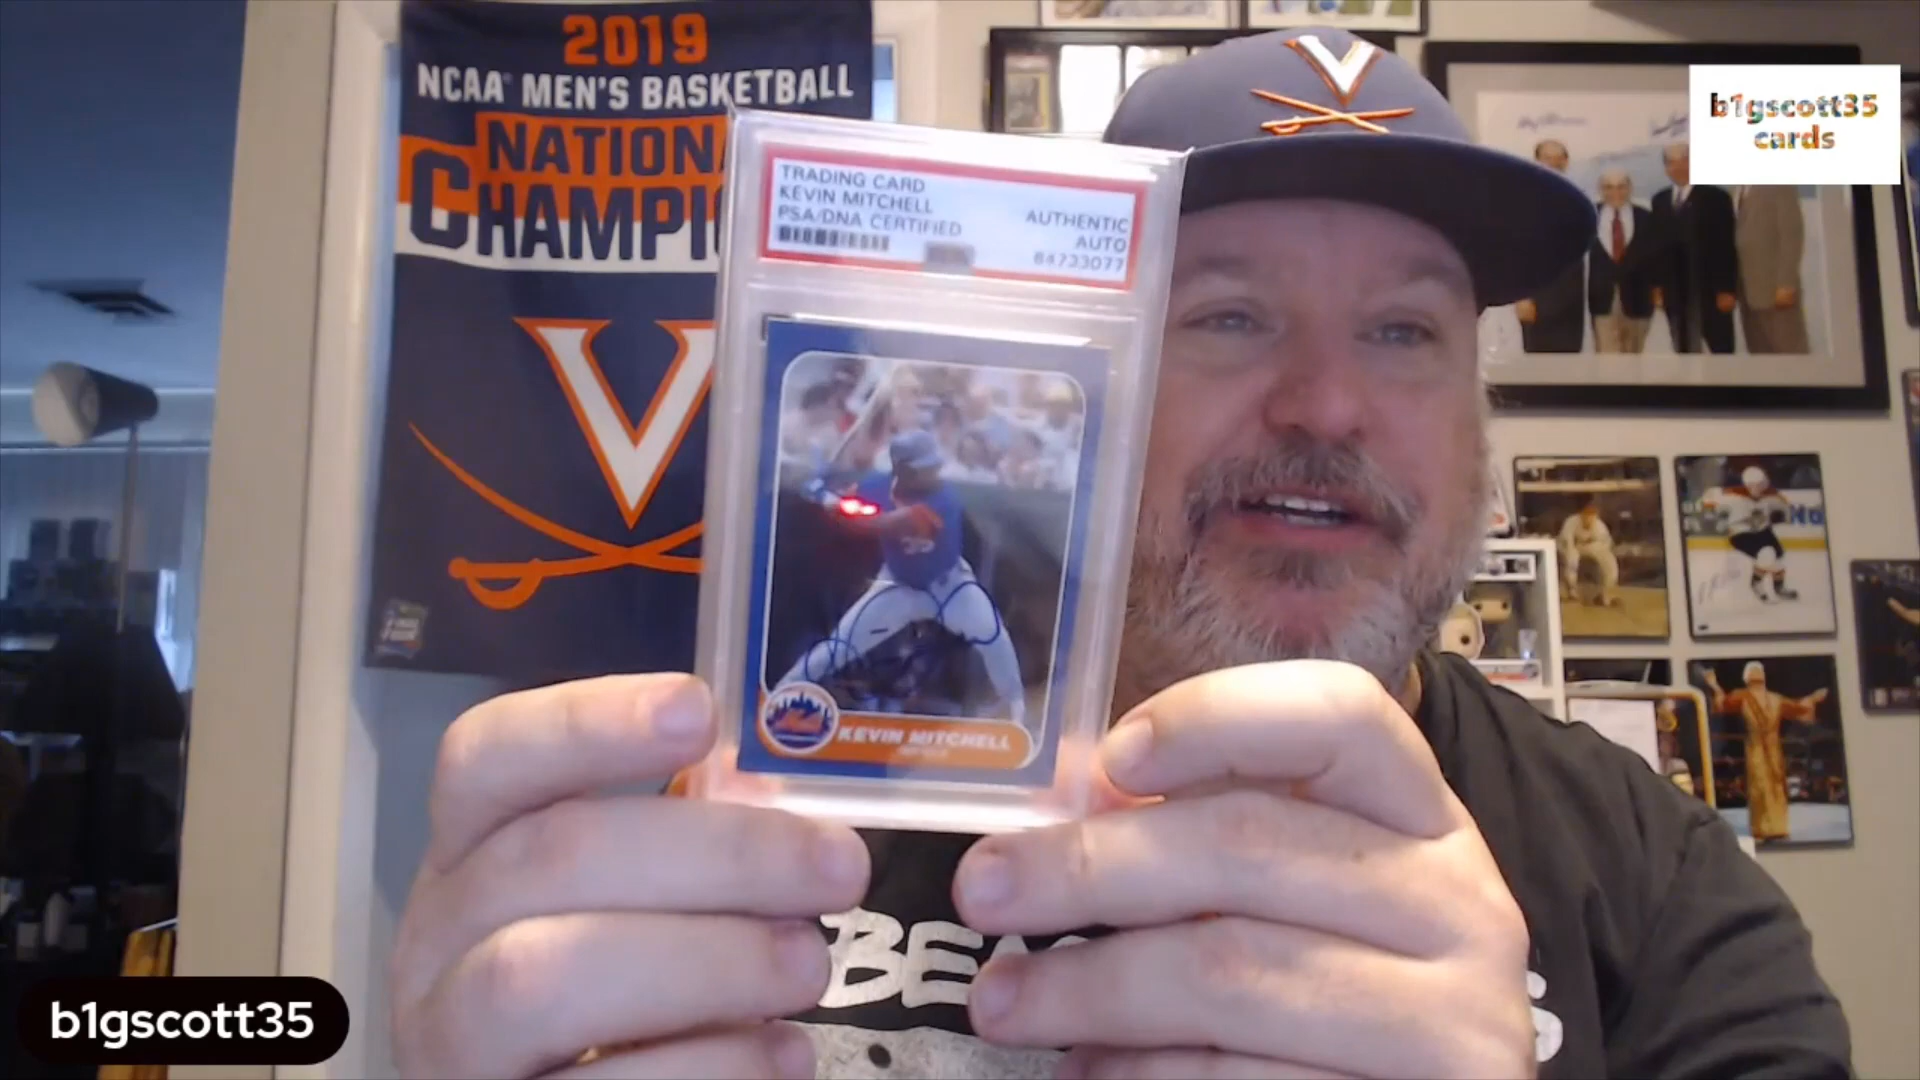 2019
NCAA MEN'S BASKETBALL
NATION
CHAMPI
b1gscott35
cards
TRADING CARD
KEVIN MITCHELL
PSA/DNA CERTIFIED
AUTHENTIC
AUTO
84733077
KEVIN MITCHELL
BEA
b1gscott35